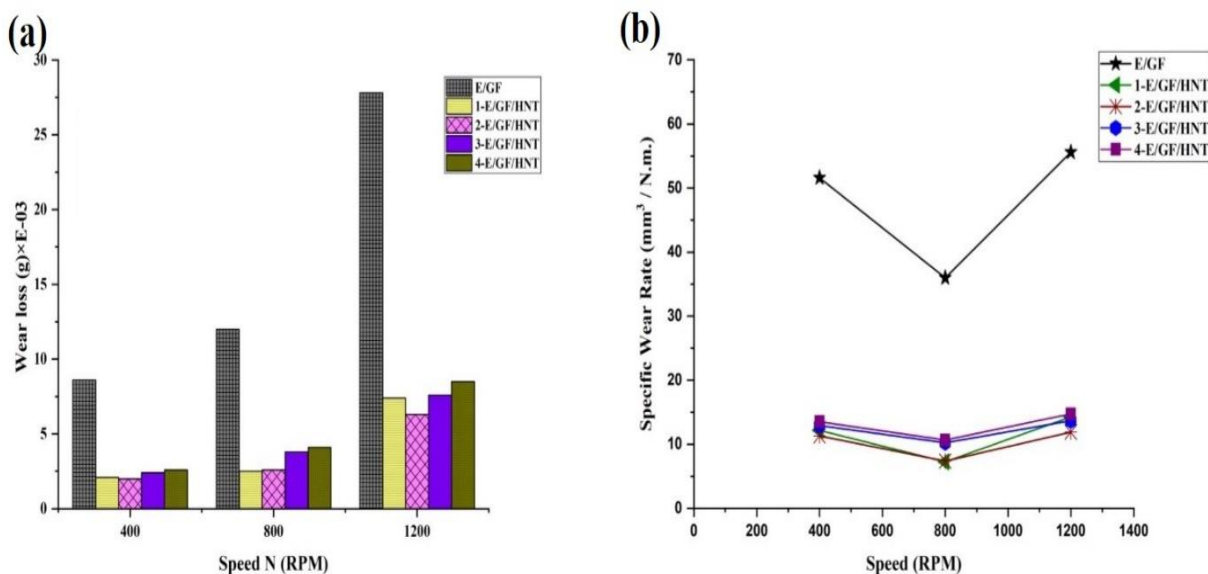 (a)
30
25
20
15
10
5
0
Wear loss (g)×E-03
400
800
1200
Speed N (RPM)
E/GF
1-E/GF/HNT
2-E/GF/HNT
3-E/GF/HNT
4-E/GF/HNT
(b)
70
60
50
40
30
20
10
0
Specific Wear Rate (mm³ / N.m.)
0
200
400
600
800
1000
1200
1400
Speed (RPM)
E/GF
1-E/GF/HNT
2-E/GF/HNT
3-E/GF/HNT
4-E/GF/HNT